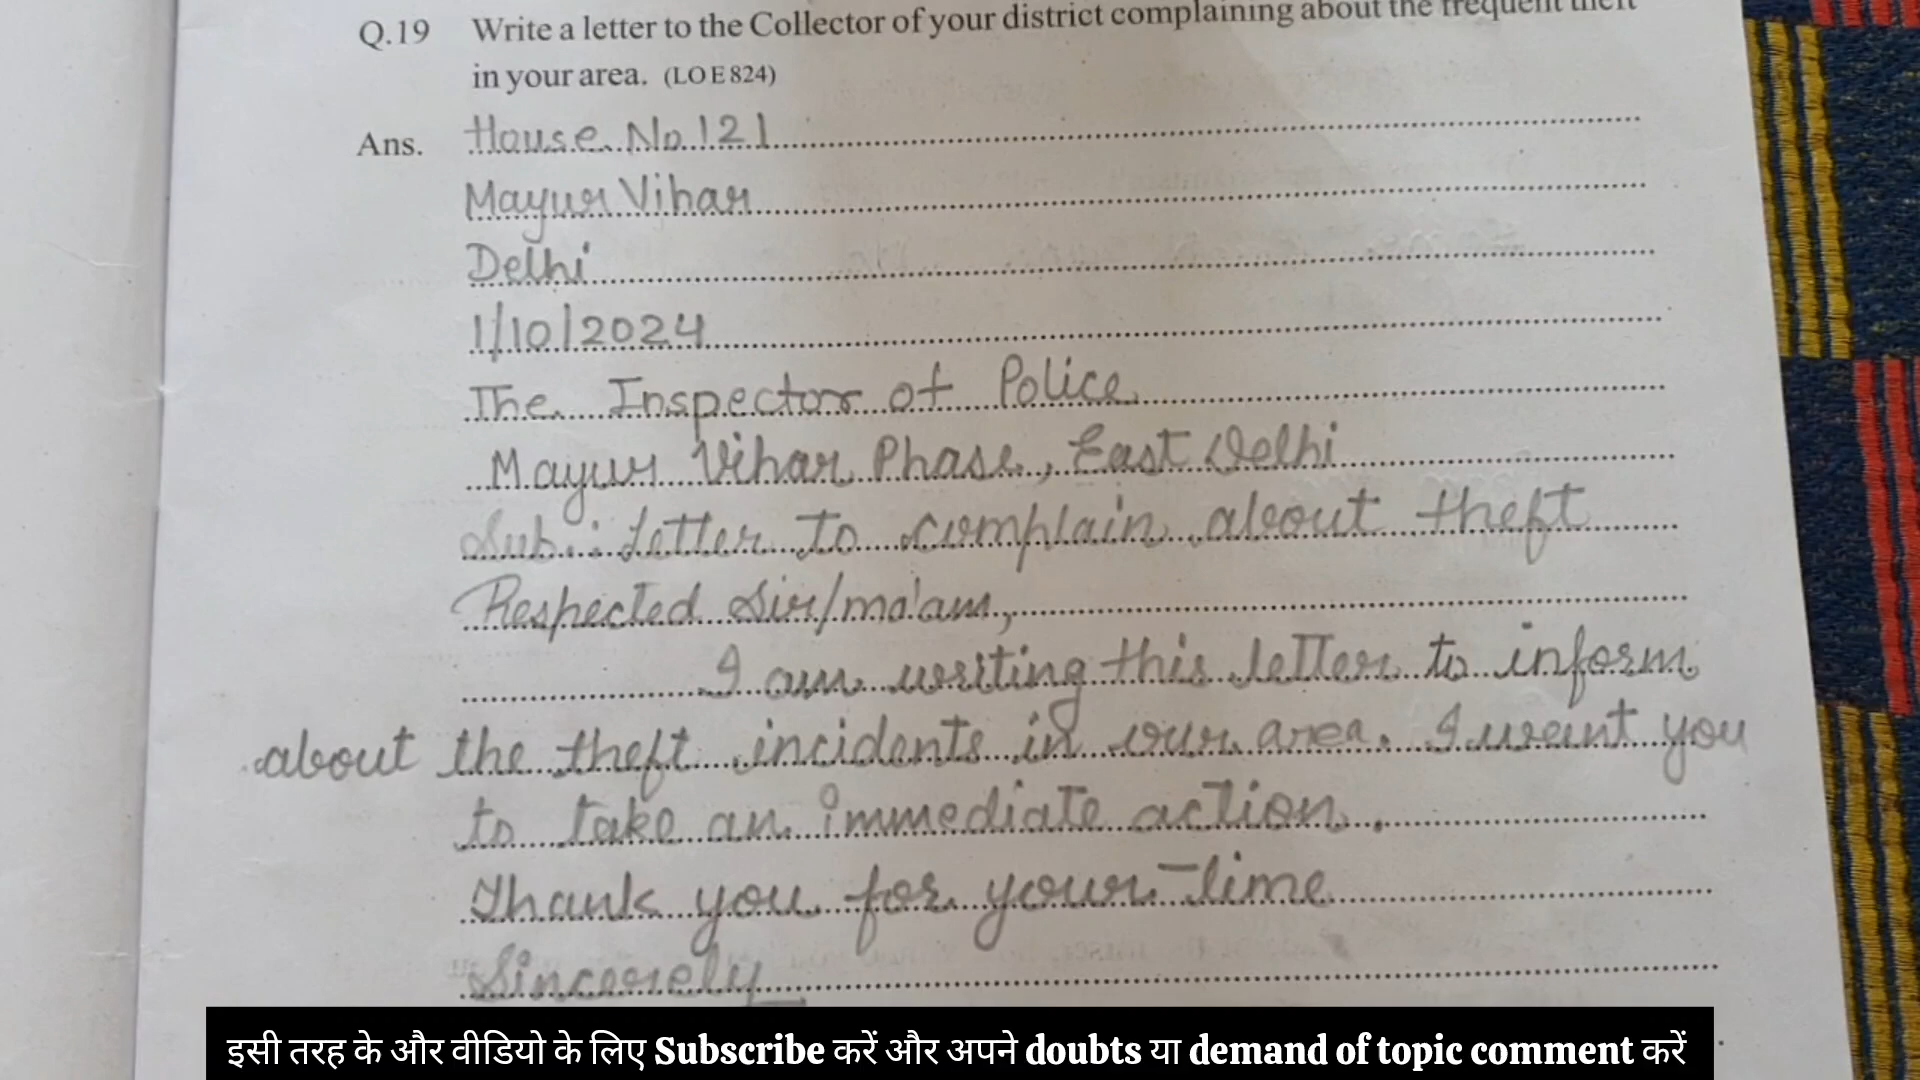 Q.19 Write a letter to the Collector of your district complaining about the frequent theft
in your area. (LOE824)
Ans. House No 121
Mayur Vihar
Delhi
1/10/2024
The Inspector of Police
Mayur Vihar Phase, East Delhi
Sub: Letter to complain about theft
Respected Sir/ma'am,
I am writing this letter to inform
about the theft incidents in our area. I want you
to take an immediate action.
Thank you for your time
Sincerely
इसी तरह के और वीडियो के लिए Subscribe करें और अपने doubts या demand of topic comment करें